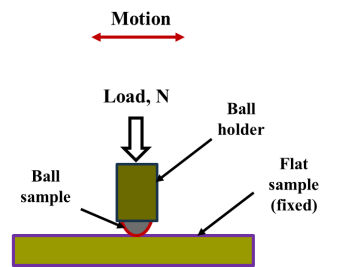 Motion
Load, N
Ball
holder
Ball
sample
Flat
sample
(fixed)